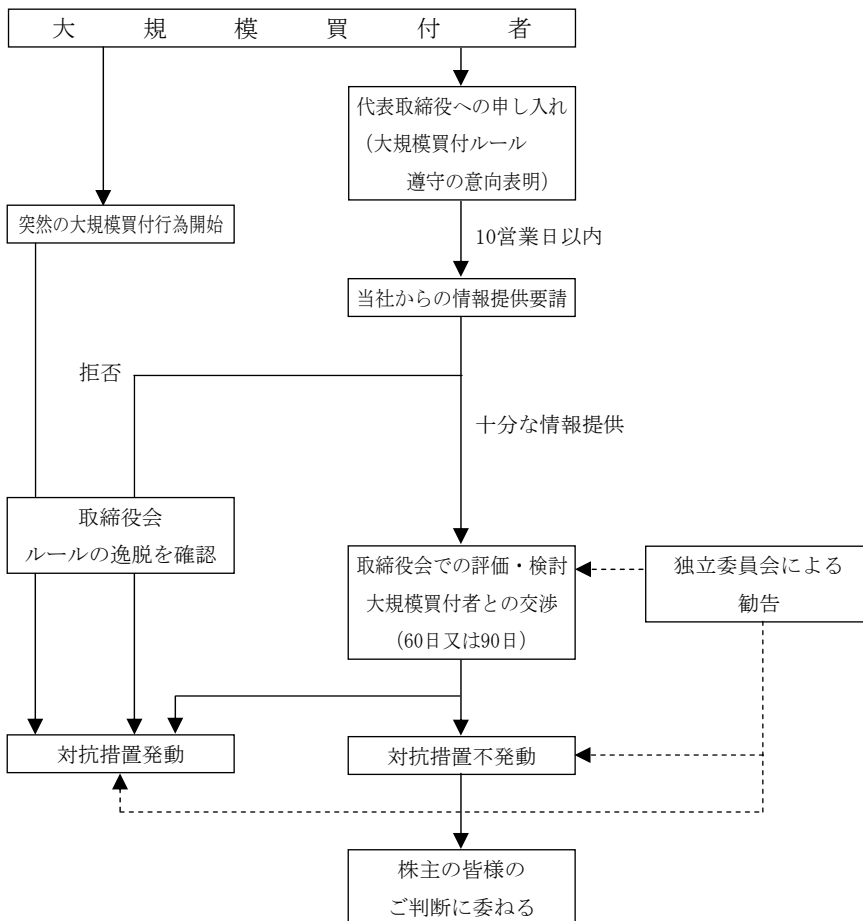 大規模買付者
代表取締役への申し入れ
（大規模買付ルール
遵守の意向表明）
突然の大規模買付行為開始
10営業日以内
当社からの情報提供要請
拒否
十分な情報提供
取締役会
ルールの逸脱を確認
取締役会での評価・検討
大規模買付者との交渉
（60日又は90日）
独立委員会による
勧告
対抗措置発動
対抗措置不発動
株主の皆様の
ご判断に委ねる